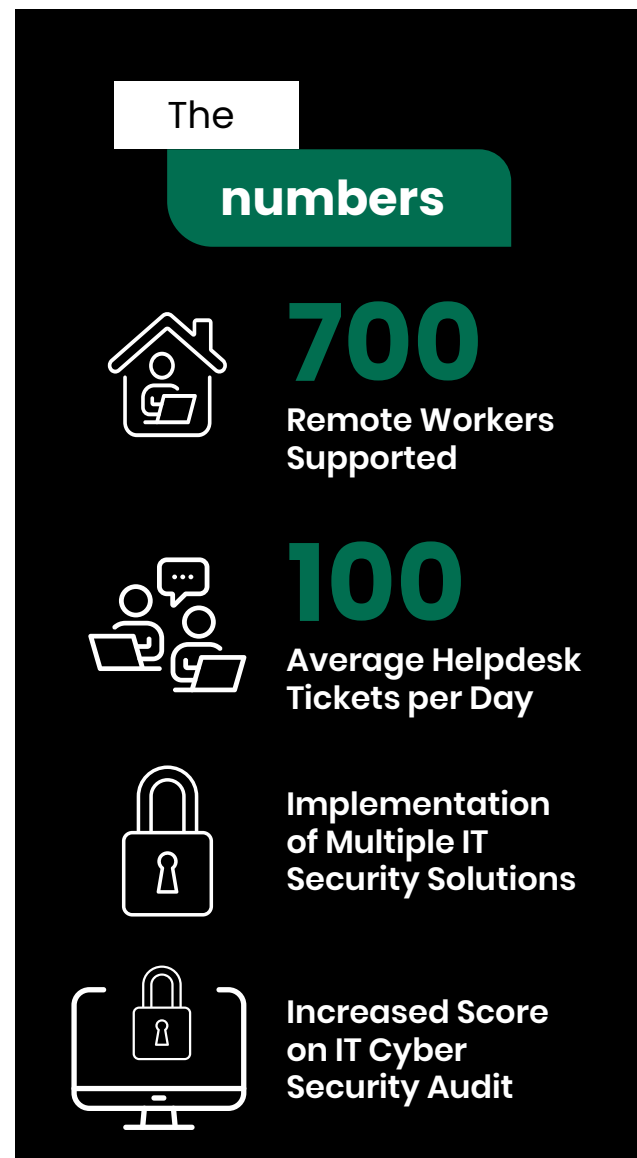 The
numbers
700
Remote Workers
Supported
100
Average Helpdesk
Tickets per Day
Implementation
of Multiple IT
Security Solutions
Increased Score
on IT Cyber
Security Audit